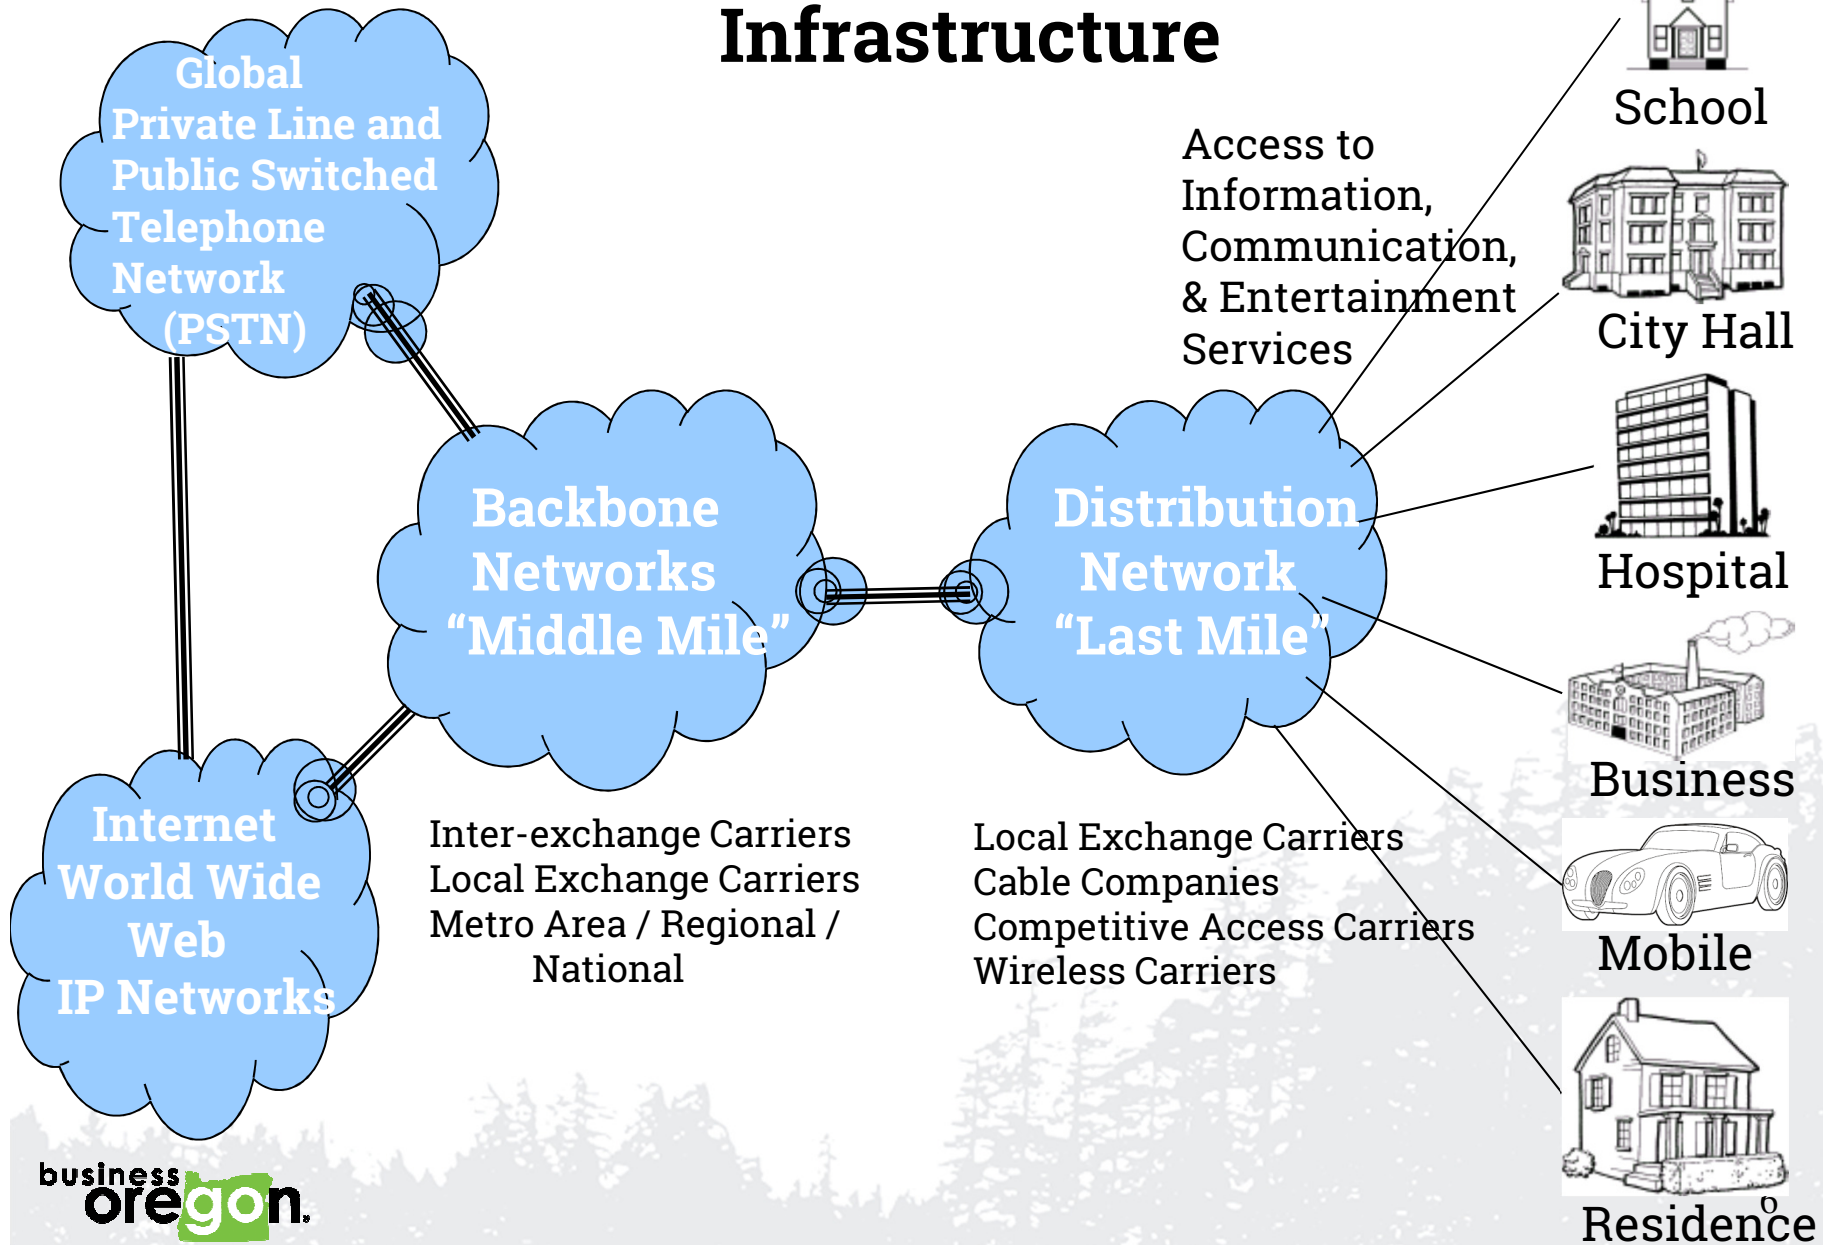 Infrastructure
Global
Private Line and
Public Switched
Telephone
Network
(PSTN)
Access to
Information,
Communication,
& Entertainment
Services
School
City Hall
Hospital
Business
Mobile
Residence
Backbone
Networks
“Middle Mile”
Distribution
Network
“Last Mile”
Internet
World Wide
Web
IP Networks
Inter-exchange Carriers
Local Exchange Carriers
Metro Area / Regional /
National
Local Exchange Carriers
Cable Companies
Competitive Access Carriers
Wireless Carriers
business
oregon.
6